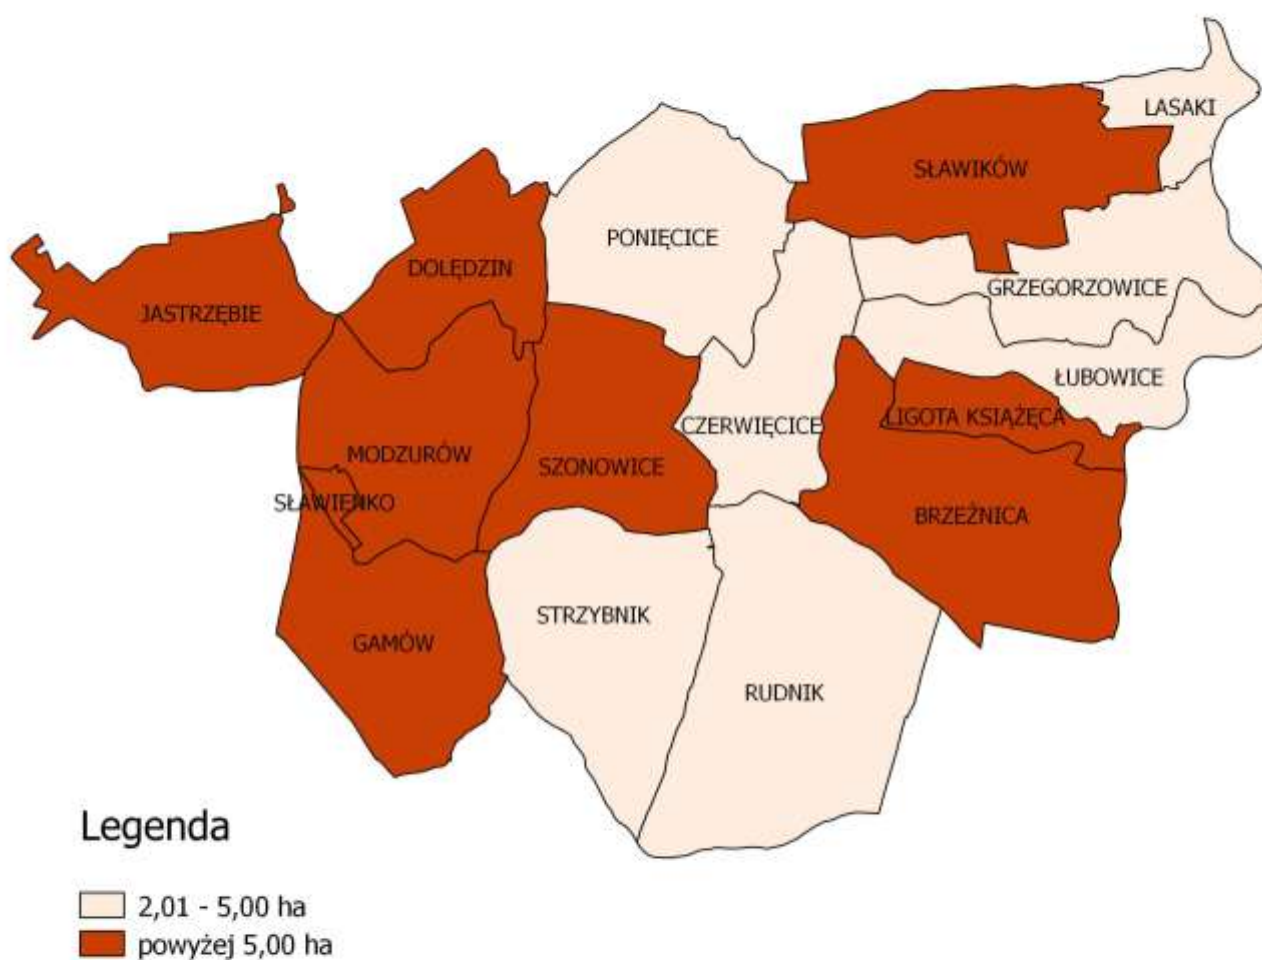 LASAKI
SŁAWIKÓW
PONIĘCICE
DOLĘDZIN
GRZEGORZOWICE
JASTRZĘBIE
ŁUBOWICE
LIGOTA KSIĄŻĘCA
CZERWIĘCICE
MODZURÓW
SZONOWICE
SŁAWIENKO
BRZEŹNICA
STRZYBNIK
GAMÓW
RUDNIK
Legenda
2,01 - 5,00 ha
powyżej 5,00 ha